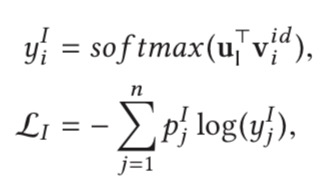 y_i^I = softmax(u_I^⊤ v_i^{id}),
ℒ_I = − ∑_{j=1}^{n} p_j^I log(y_j^I),